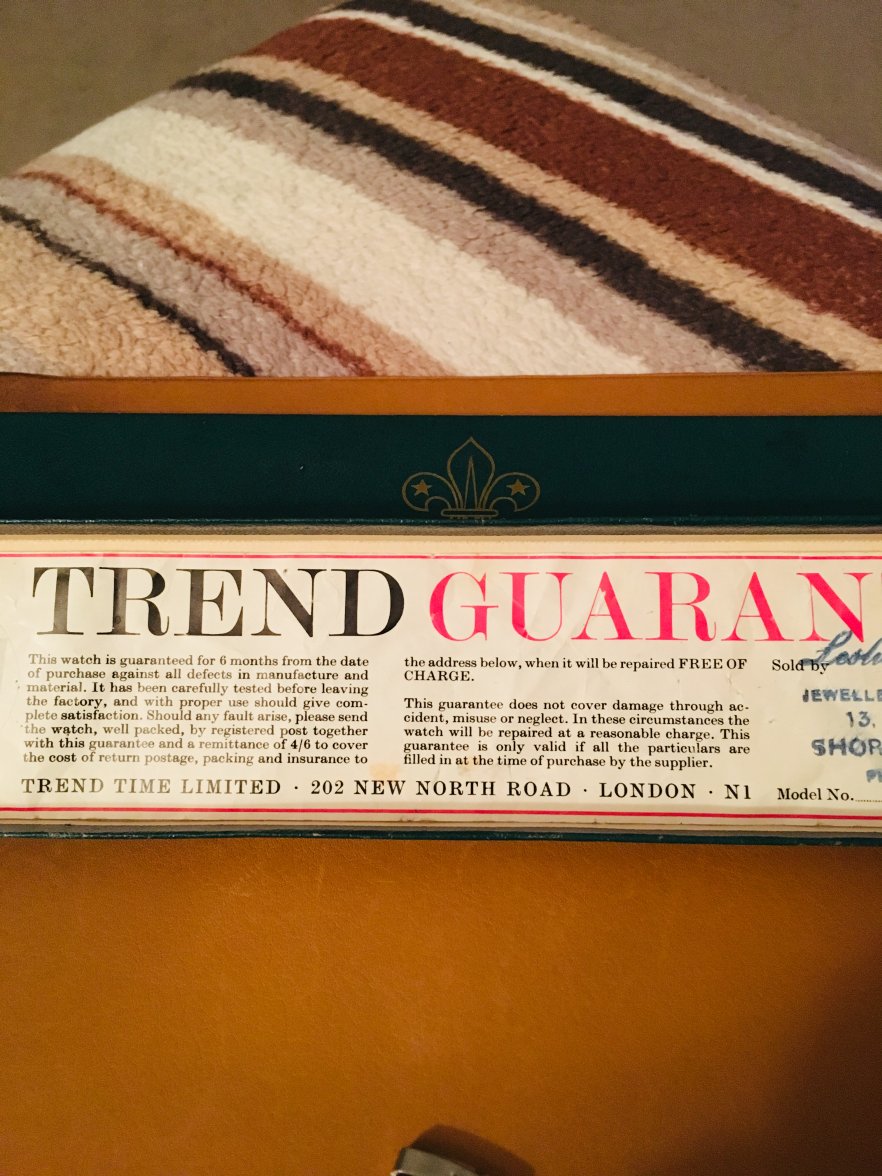 TREND GUARAN
This watch is guaranteed for 6 months from the date
of purchase against all defects in manufacture and
material. It has been carefully tested before leaving
the factory, and with proper use should give com-
plete satisfaction. Should any fault arise, please send
the watch, well packed, by registered post together
with this guarantee and a remittance of 4/6 to cover
the cost of return postage, packing and insurance to
the address below, when it will be repaired FREE OF
CHARGE.
This guarantee does not cover damage through ac-
cident, misuse or neglect. In these circumstances the
watch will be repaired at a reasonable charge. This
guarantee is only valid if all the particulars are
filled in at the time of purchase by the supplier.
TREND TIME LIMITED · 202 NEW NORTH ROAD · LONDON · N1
Sold by
JEWELLE
13,
SHOR
Model No.